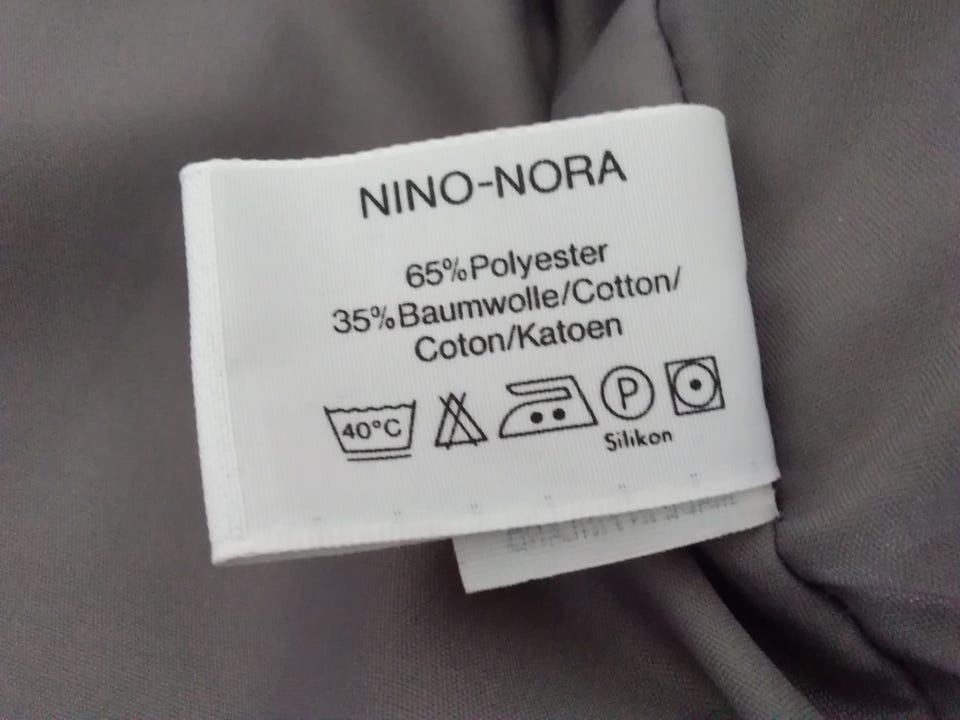 NINO-NORA
65%Polyester
35%Baumwolle/Cotton/
Coton/Katoen
40°C P
Silikon